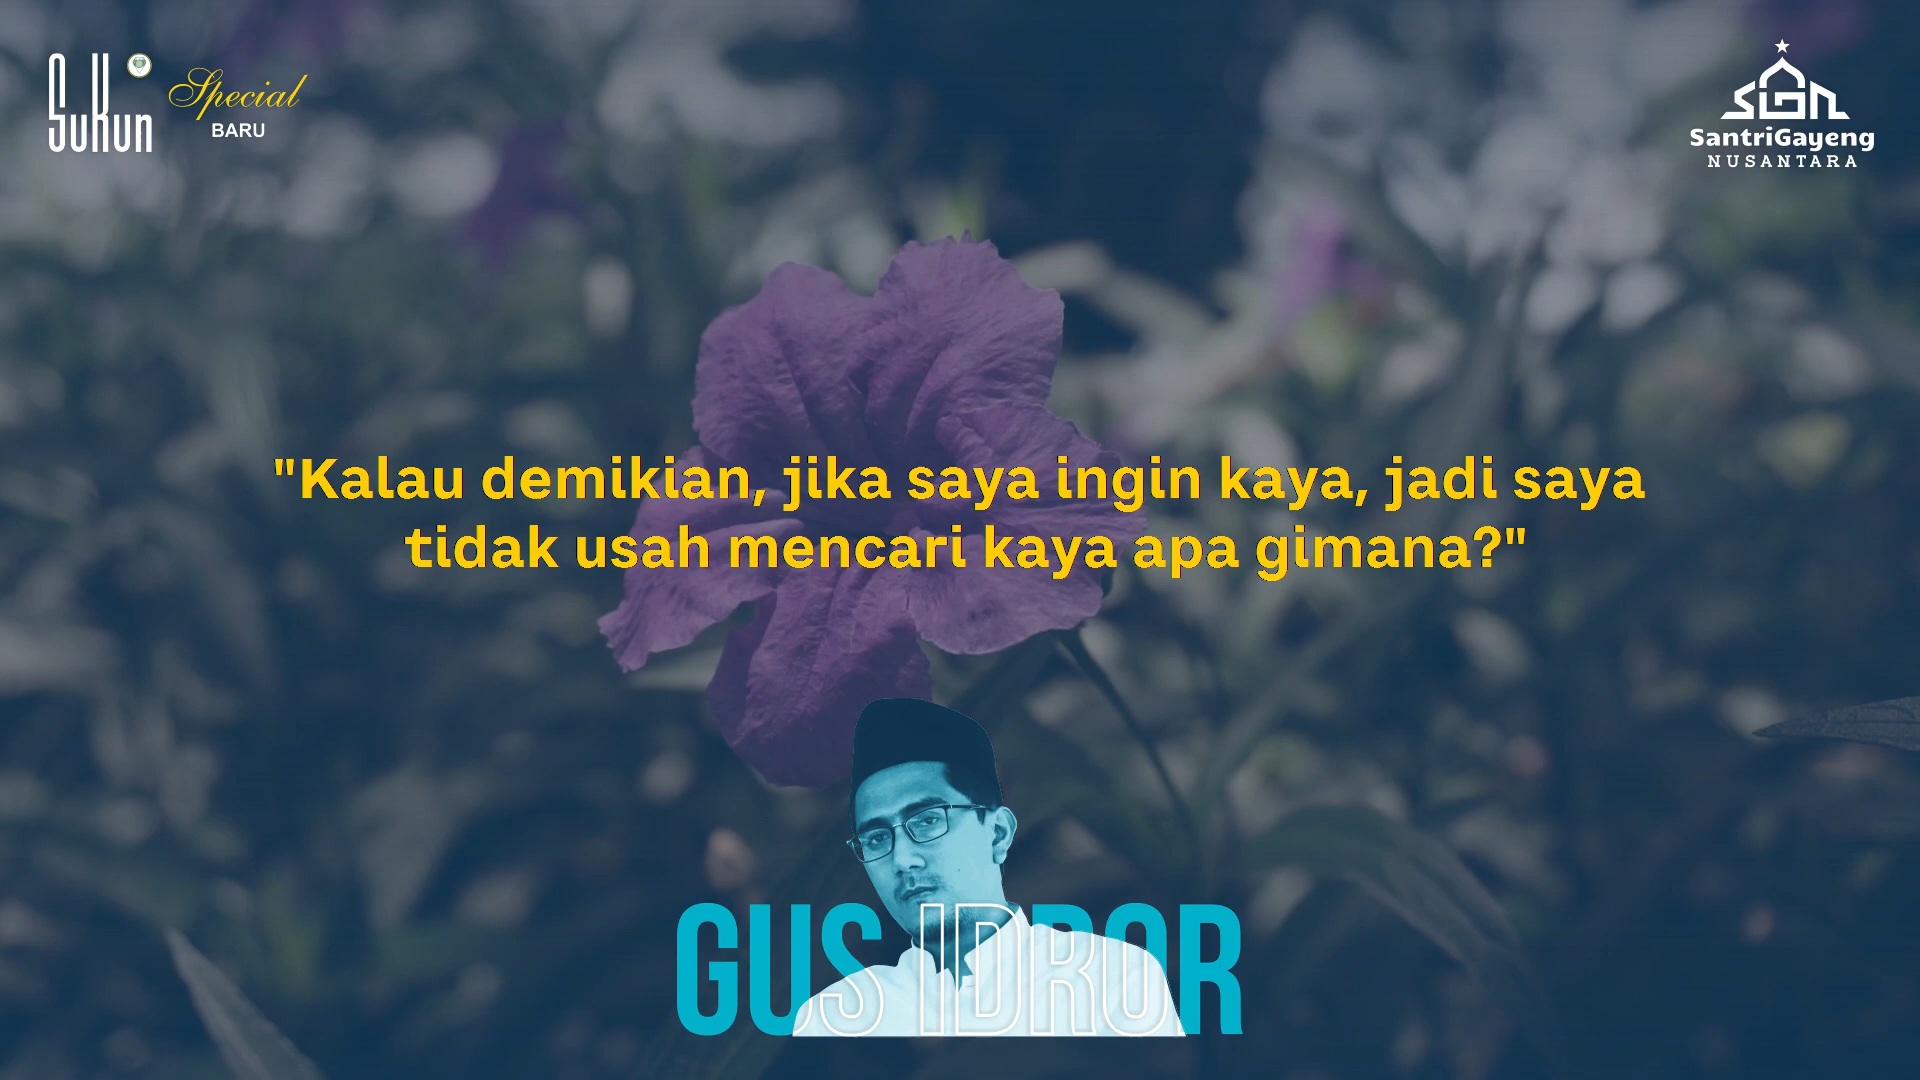 SuKun
Special
BARU
SIGN
SantriGayeng
NUSANTARA
"Kalau demikian, jika saya ingin kaya, jadi saya
tidak usah mencari kaya apa gimana?"
GUS IDROR